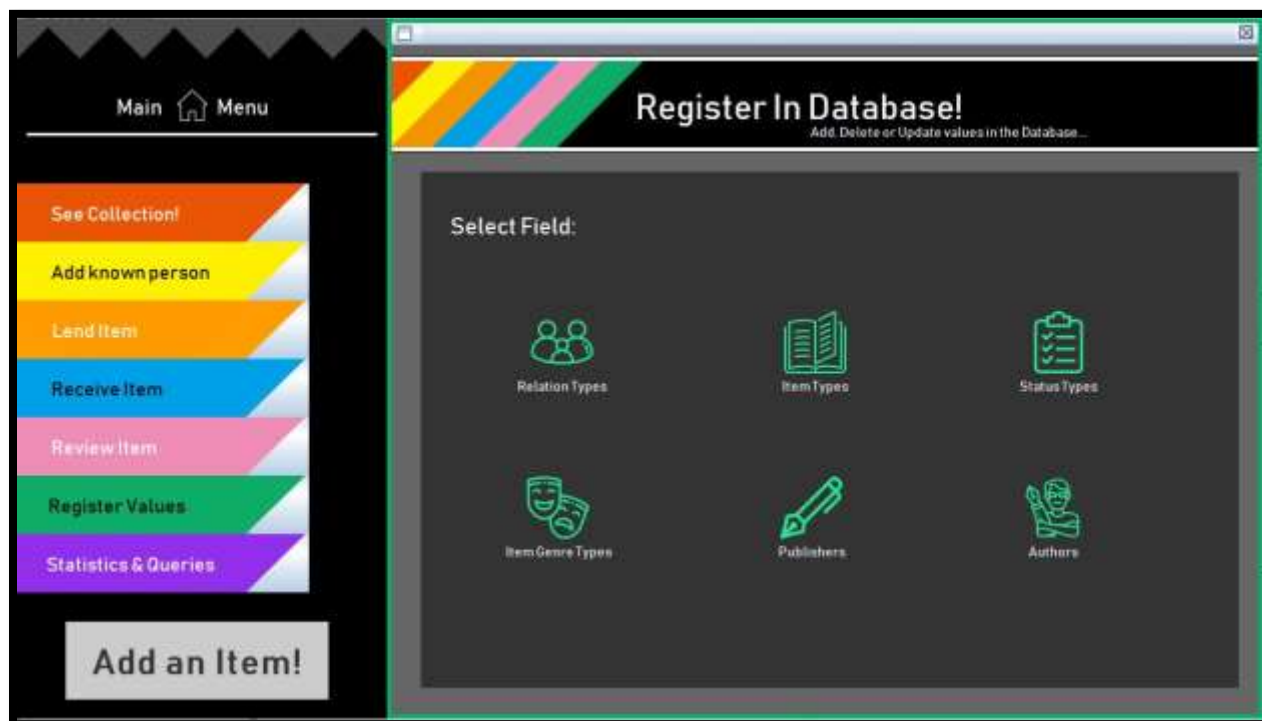 Main Menu
See Collection!
Add known person
Lend Item
Receive Item
Review Item
Register Values
Statistics & Queries
Add an Item!
Register In Database!
Add, Delete or Update values in the Database...
Select Field:
Relation Types
Item Types
Status Types
Item Genre Types
Publishers
Authors